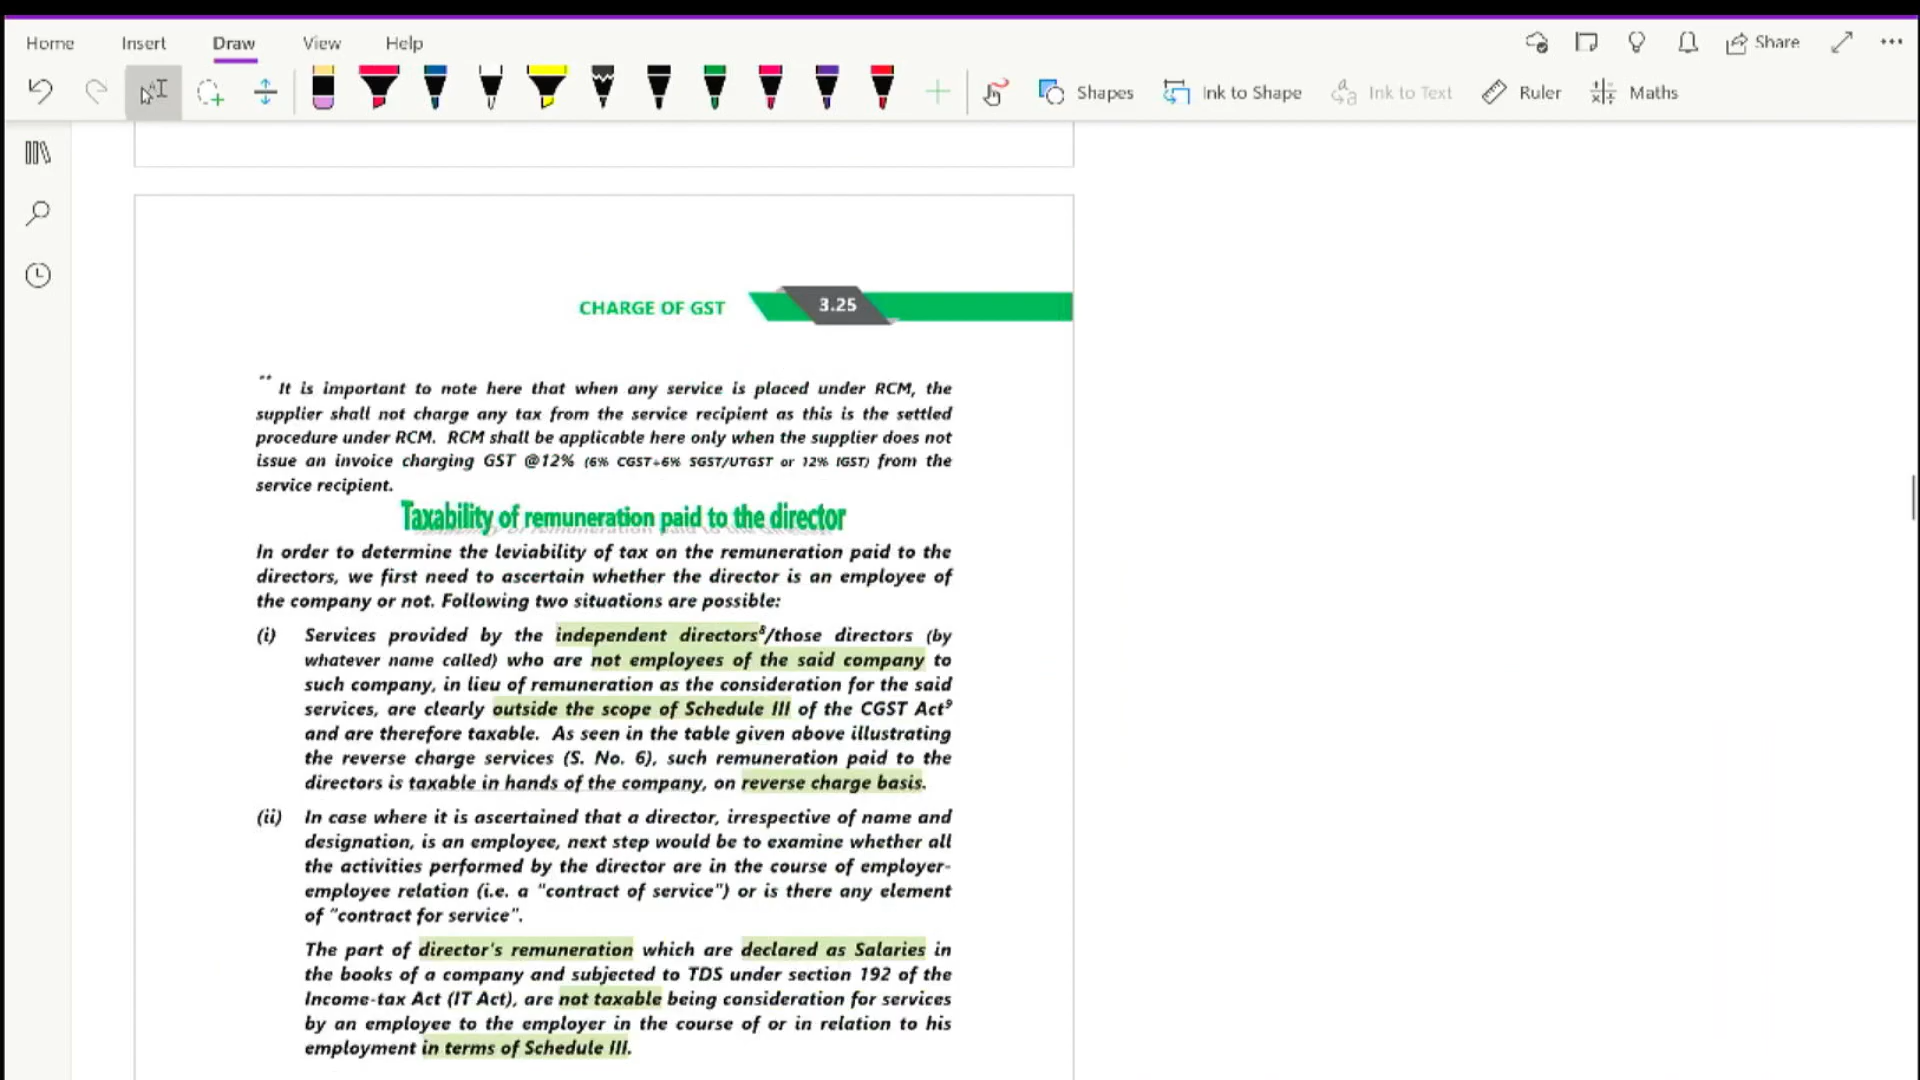 Home Insert Draw View Help Share
Shapes Ink to Shape Ink to Text Ruler Maths
CHARGE OF GST 3.25
** It is important to note here that when any service is placed under RCM, the
supplier shall not charge any tax from the service recipient as this is the settled
procedure under RCM. RCM shall be applicable here only when the supplier does not
issue an invoice charging GST @12% (6% CGST+6% SGST/UTGST or 12% IGST) from the
service recipient.
Taxability of remuneration paid to the director
In order to determine the leviability of tax on the remuneration paid to the
directors, we first need to ascertain whether the director is an employee of
the company or not. Following two situations are possible:
(i) Services provided by the independent directors⁸/those directors (by
whatever name called) who are not employees of the said company to
such company, in lieu of remuneration as the consideration for the said
services, are clearly outside the scope of Schedule III of the CGST Act⁹
and are therefore taxable. As seen in the table given above illustrating
the reverse charge services (S. No. 6), such remuneration paid to the
directors is taxable in hands of the company, on reverse charge basis.
(ii) In case where it is ascertained that a director, irrespective of name and
designation, is an employee, next step would be to examine whether all
the activities performed by the director are in the course of employer-
employee relation (i.e. a "contract of service") or is there any element
of "contract for service".
The part of director's remuneration which are declared as Salaries in
the books of a company and subjected to TDS under section 192 of the
Income-tax Act (IT Act), are not taxable being consideration for services
by an employee to the employer in the course of or in relation to his
employment in terms of Schedule III.